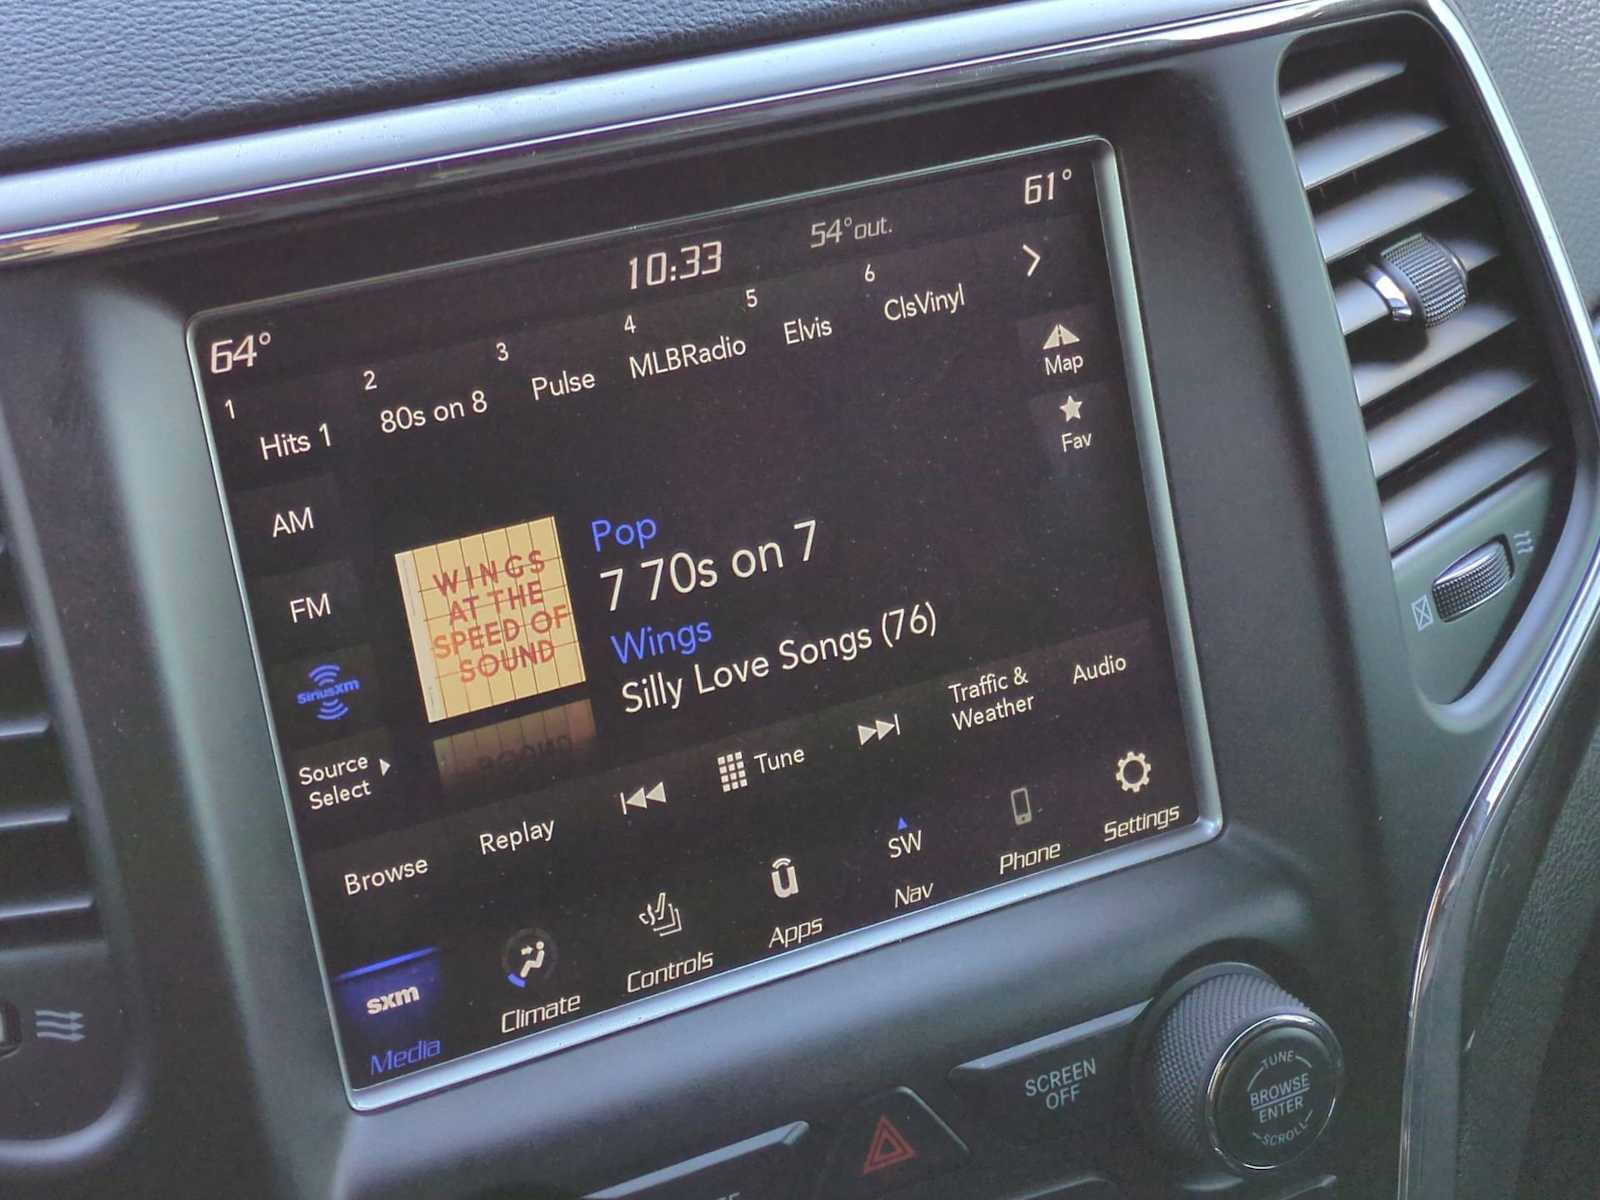 64°
10:33
54°out.
61°
1
Hits 1
2
80s on 8
3
Pulse
4
MLBRadio
5
Elvis
6
ClsVinyl
Map
Fav
AM
FM
SiriusXM
Source
Select
WINGS
AT THE
SPEED OF
SOUND
Pop
7 70s on 7
Wings
Silly Love Songs (76)
Browse
Replay
Tune
Traffic &
Weather
Audio
sxm
Media
Climate
Controls
Apps
SW
Nav
Phone
Settings
SCREEN
OFF
TUNE
BROWSE
ENTER
SCROLL